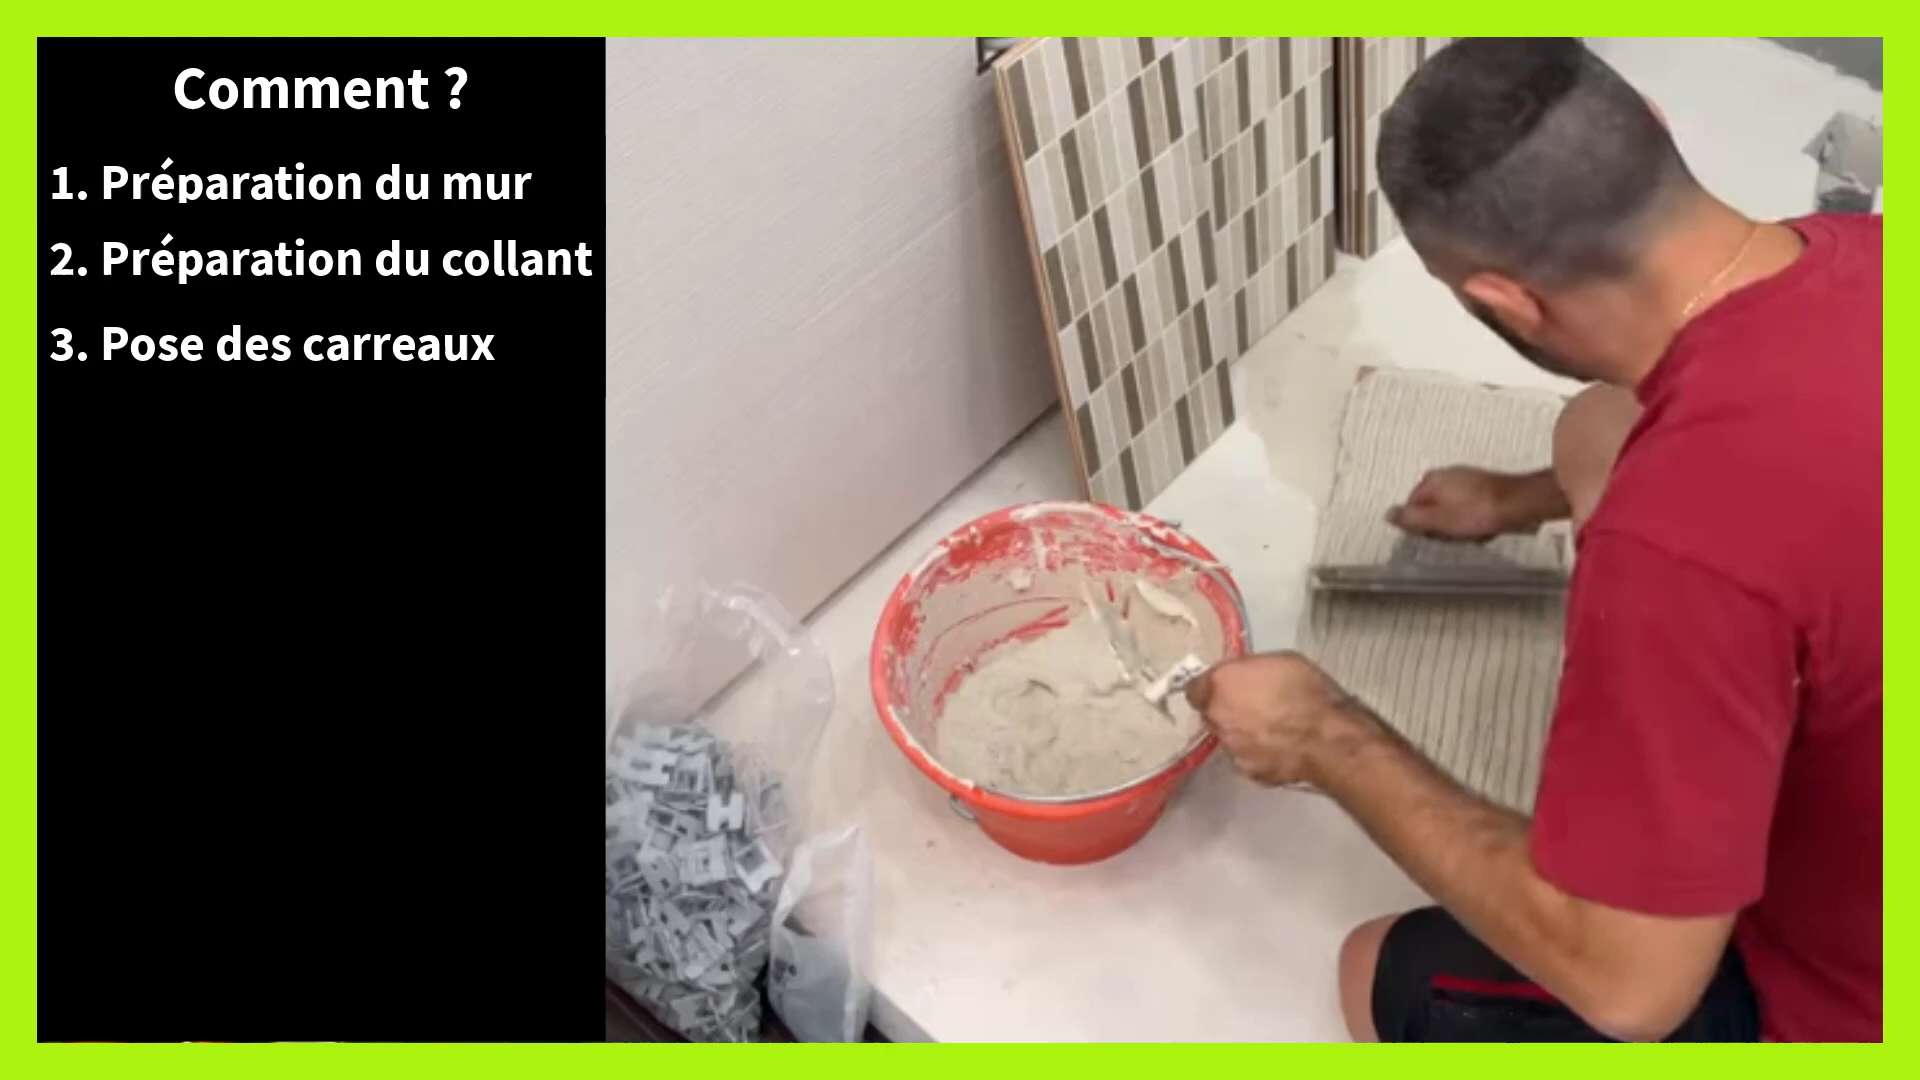 Comment ?
1. Préparation du mur
2. Préparation du collant
3. Pose des carreaux